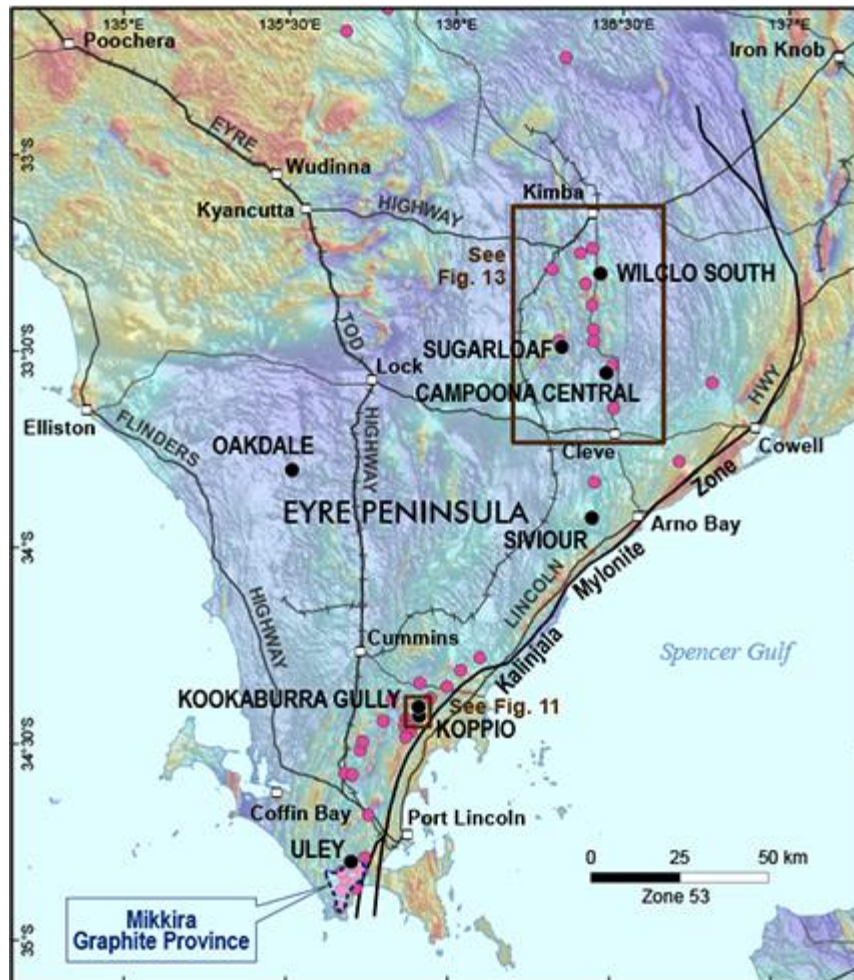 135°E
135°30'E
136°E
136°30'E
137°E
Poochera
Iron Knob
EYRE
33°S
Wudinna
Kimba
Kyancutta
HIGHWAY
See
Fig. 13
WILCLO SOUTH
TOD
33°30'S
SUGARLOAF
Lock
CAMPOONA CENTRAL
HWY
Elliston
FLINDERS
HIGHWAY
OAKDALE
Cleve
Cowell
Zone
EYRE PENINSULA
Arno Bay
SIVIOUR
34°S
Mylonite
LINCOLN
HIGHWAY
Cummins
Kalinjala
Spencer Gulf
KOOKABURRA GULLY
See Fig. 11
KOPPIO
34°30'S
Coffin Bay
Port Lincoln
ULEY
0 25 50 km
Zone 53
Mikkira
Graphite Province
35°S